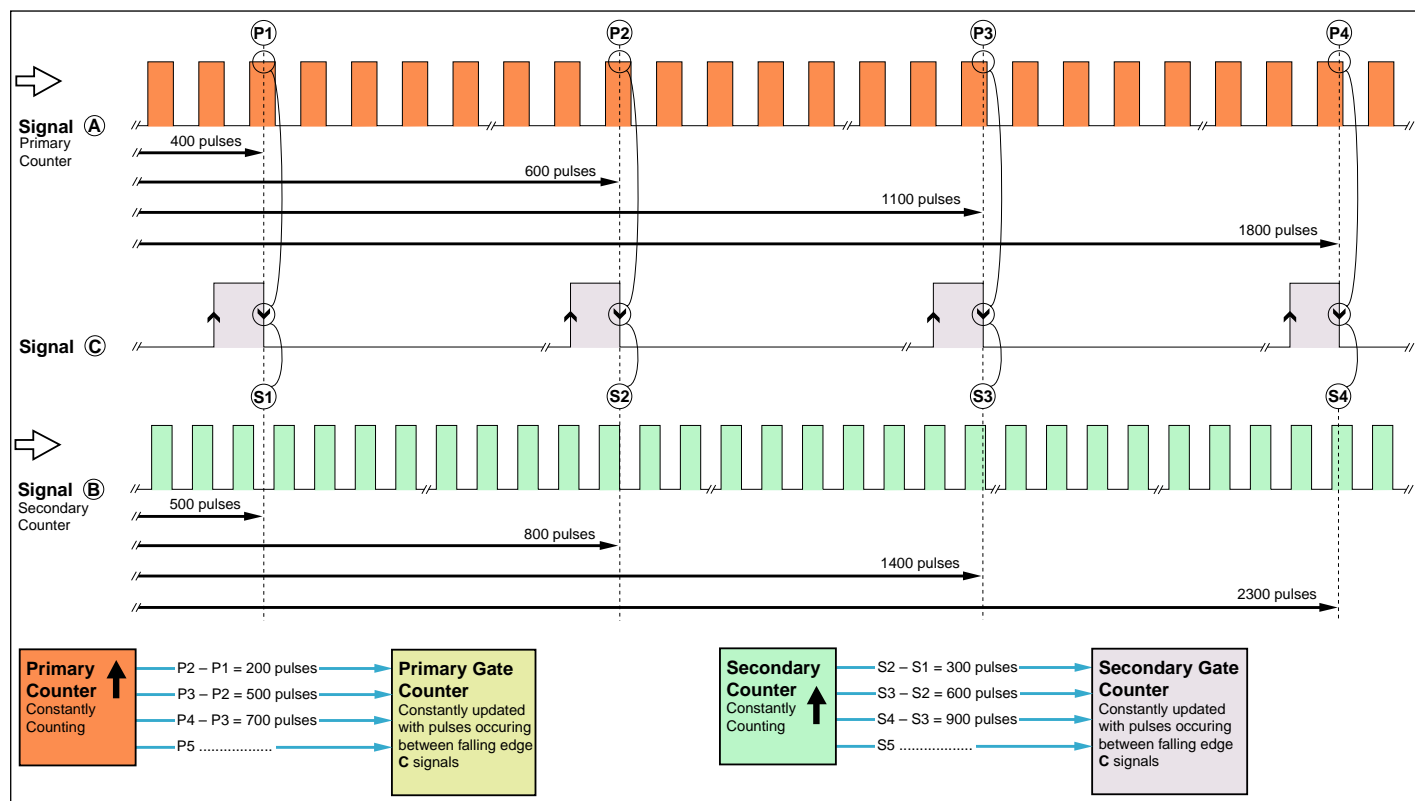 P1 P2 P3 P4
Signal A
Primary
Counter
400 pulses
600 pulses
1100 pulses
1800 pulses
Signal C
S1 S2 S3 S4
Signal B
Secondary
Counter
500 pulses
800 pulses
1400 pulses
2300 pulses
Primary
Counter
Constantly
Counting
P2 – P1 = 200 pulses
P3 – P2 = 500 pulses
P4 – P3 = 700 pulses
P5 ..................
Primary Gate
Counter
Constantly updated
with pulses occuring
between falling edge
C signals
Secondary
Counter
Constantly
Counting
S2 – S1 = 300 pulses
S3 – S2 = 600 pulses
S4 – S3 = 900 pulses
S5 ..................
Secondary Gate
Counter
Constantly updated
with pulses occuring
between falling edge
C signals